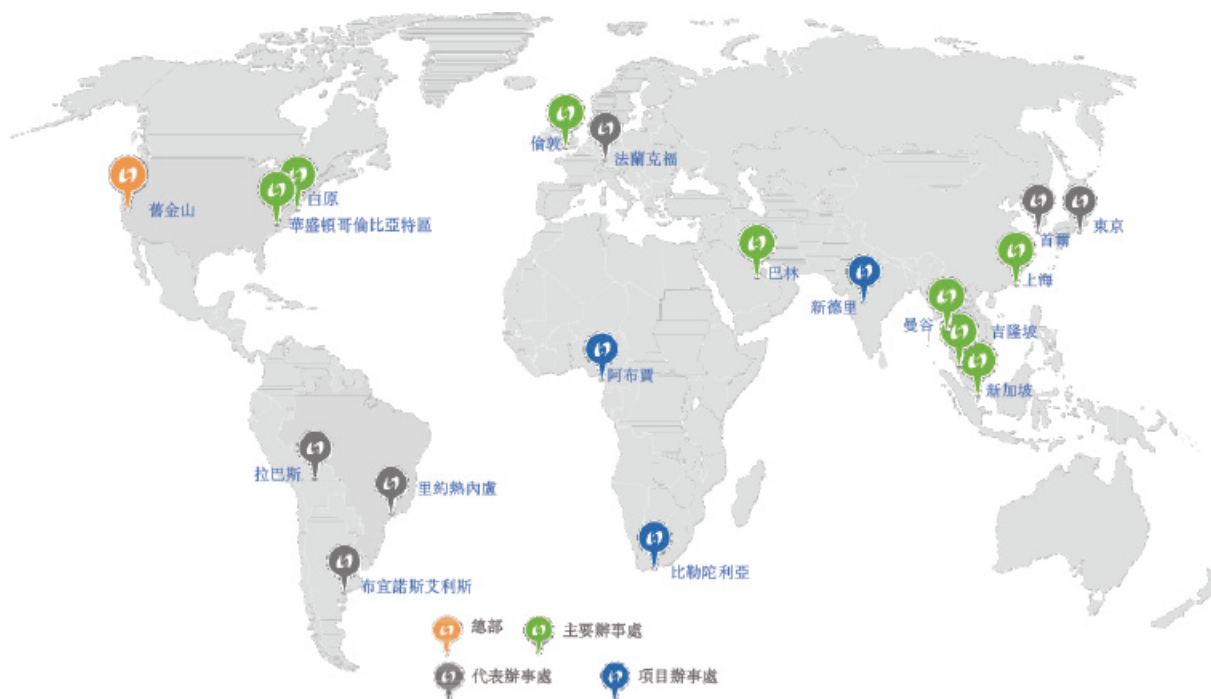 倫敦
法蘭克福
白原
舊金山
華盛頓哥倫比亞特區
首爾
東京
巴林
上海
新德里
曼谷
吉隆坡
阿布賈
新加坡
拉巴斯
里約熱內盧
比勒陀利亞
布宜諾斯艾利斯
總部
主要辦事處
代表辦事處
項目辦事處